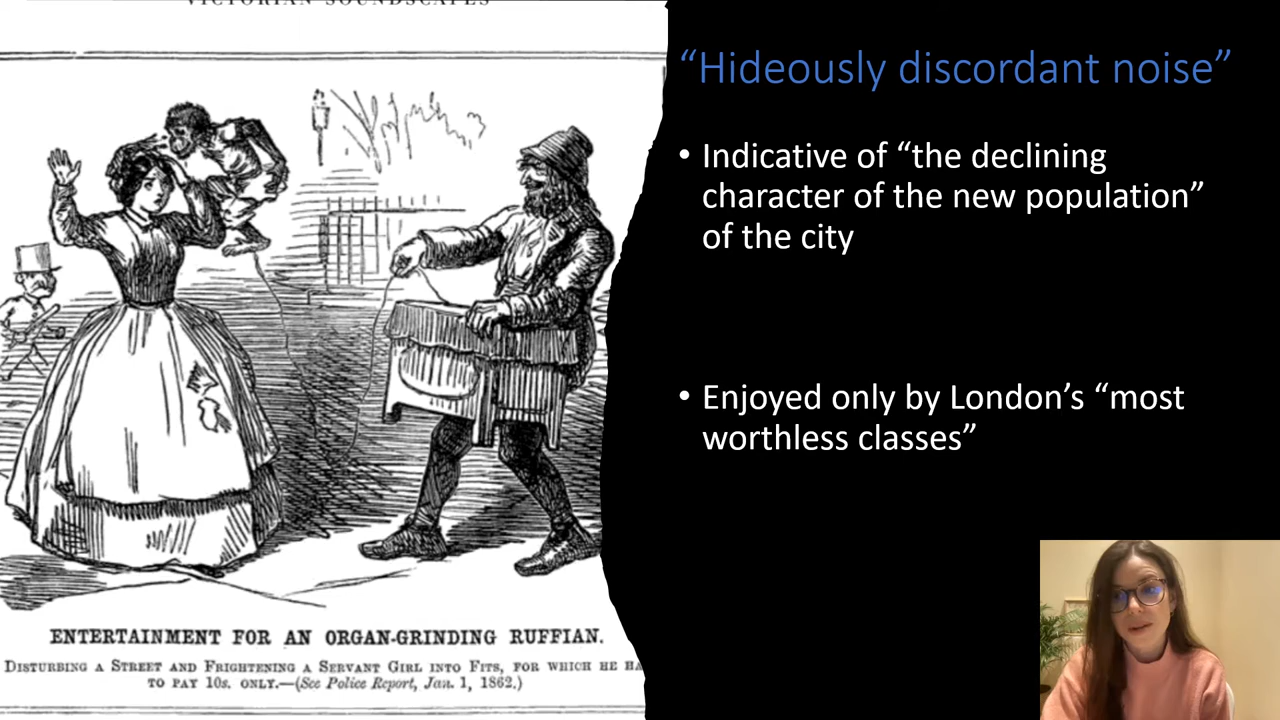 VICTORIAN SOUNDSCAPES
“Hideously discordant noise”
• Indicative of “the declining
character of the new population”
of the city
• Enjoyed only by London’s “most
worthless classes”
ENTERTAINMENT FOR AN ORGAN-GRINDING RUFFIAN.
DISTURBING A STREET AND FRIGHTENING A SERVANT GIRL INTO FITS, FOR WHICH HE HA
TO PAY 10s. ONLY.—(See Police Report, Jan. 1, 1862.)